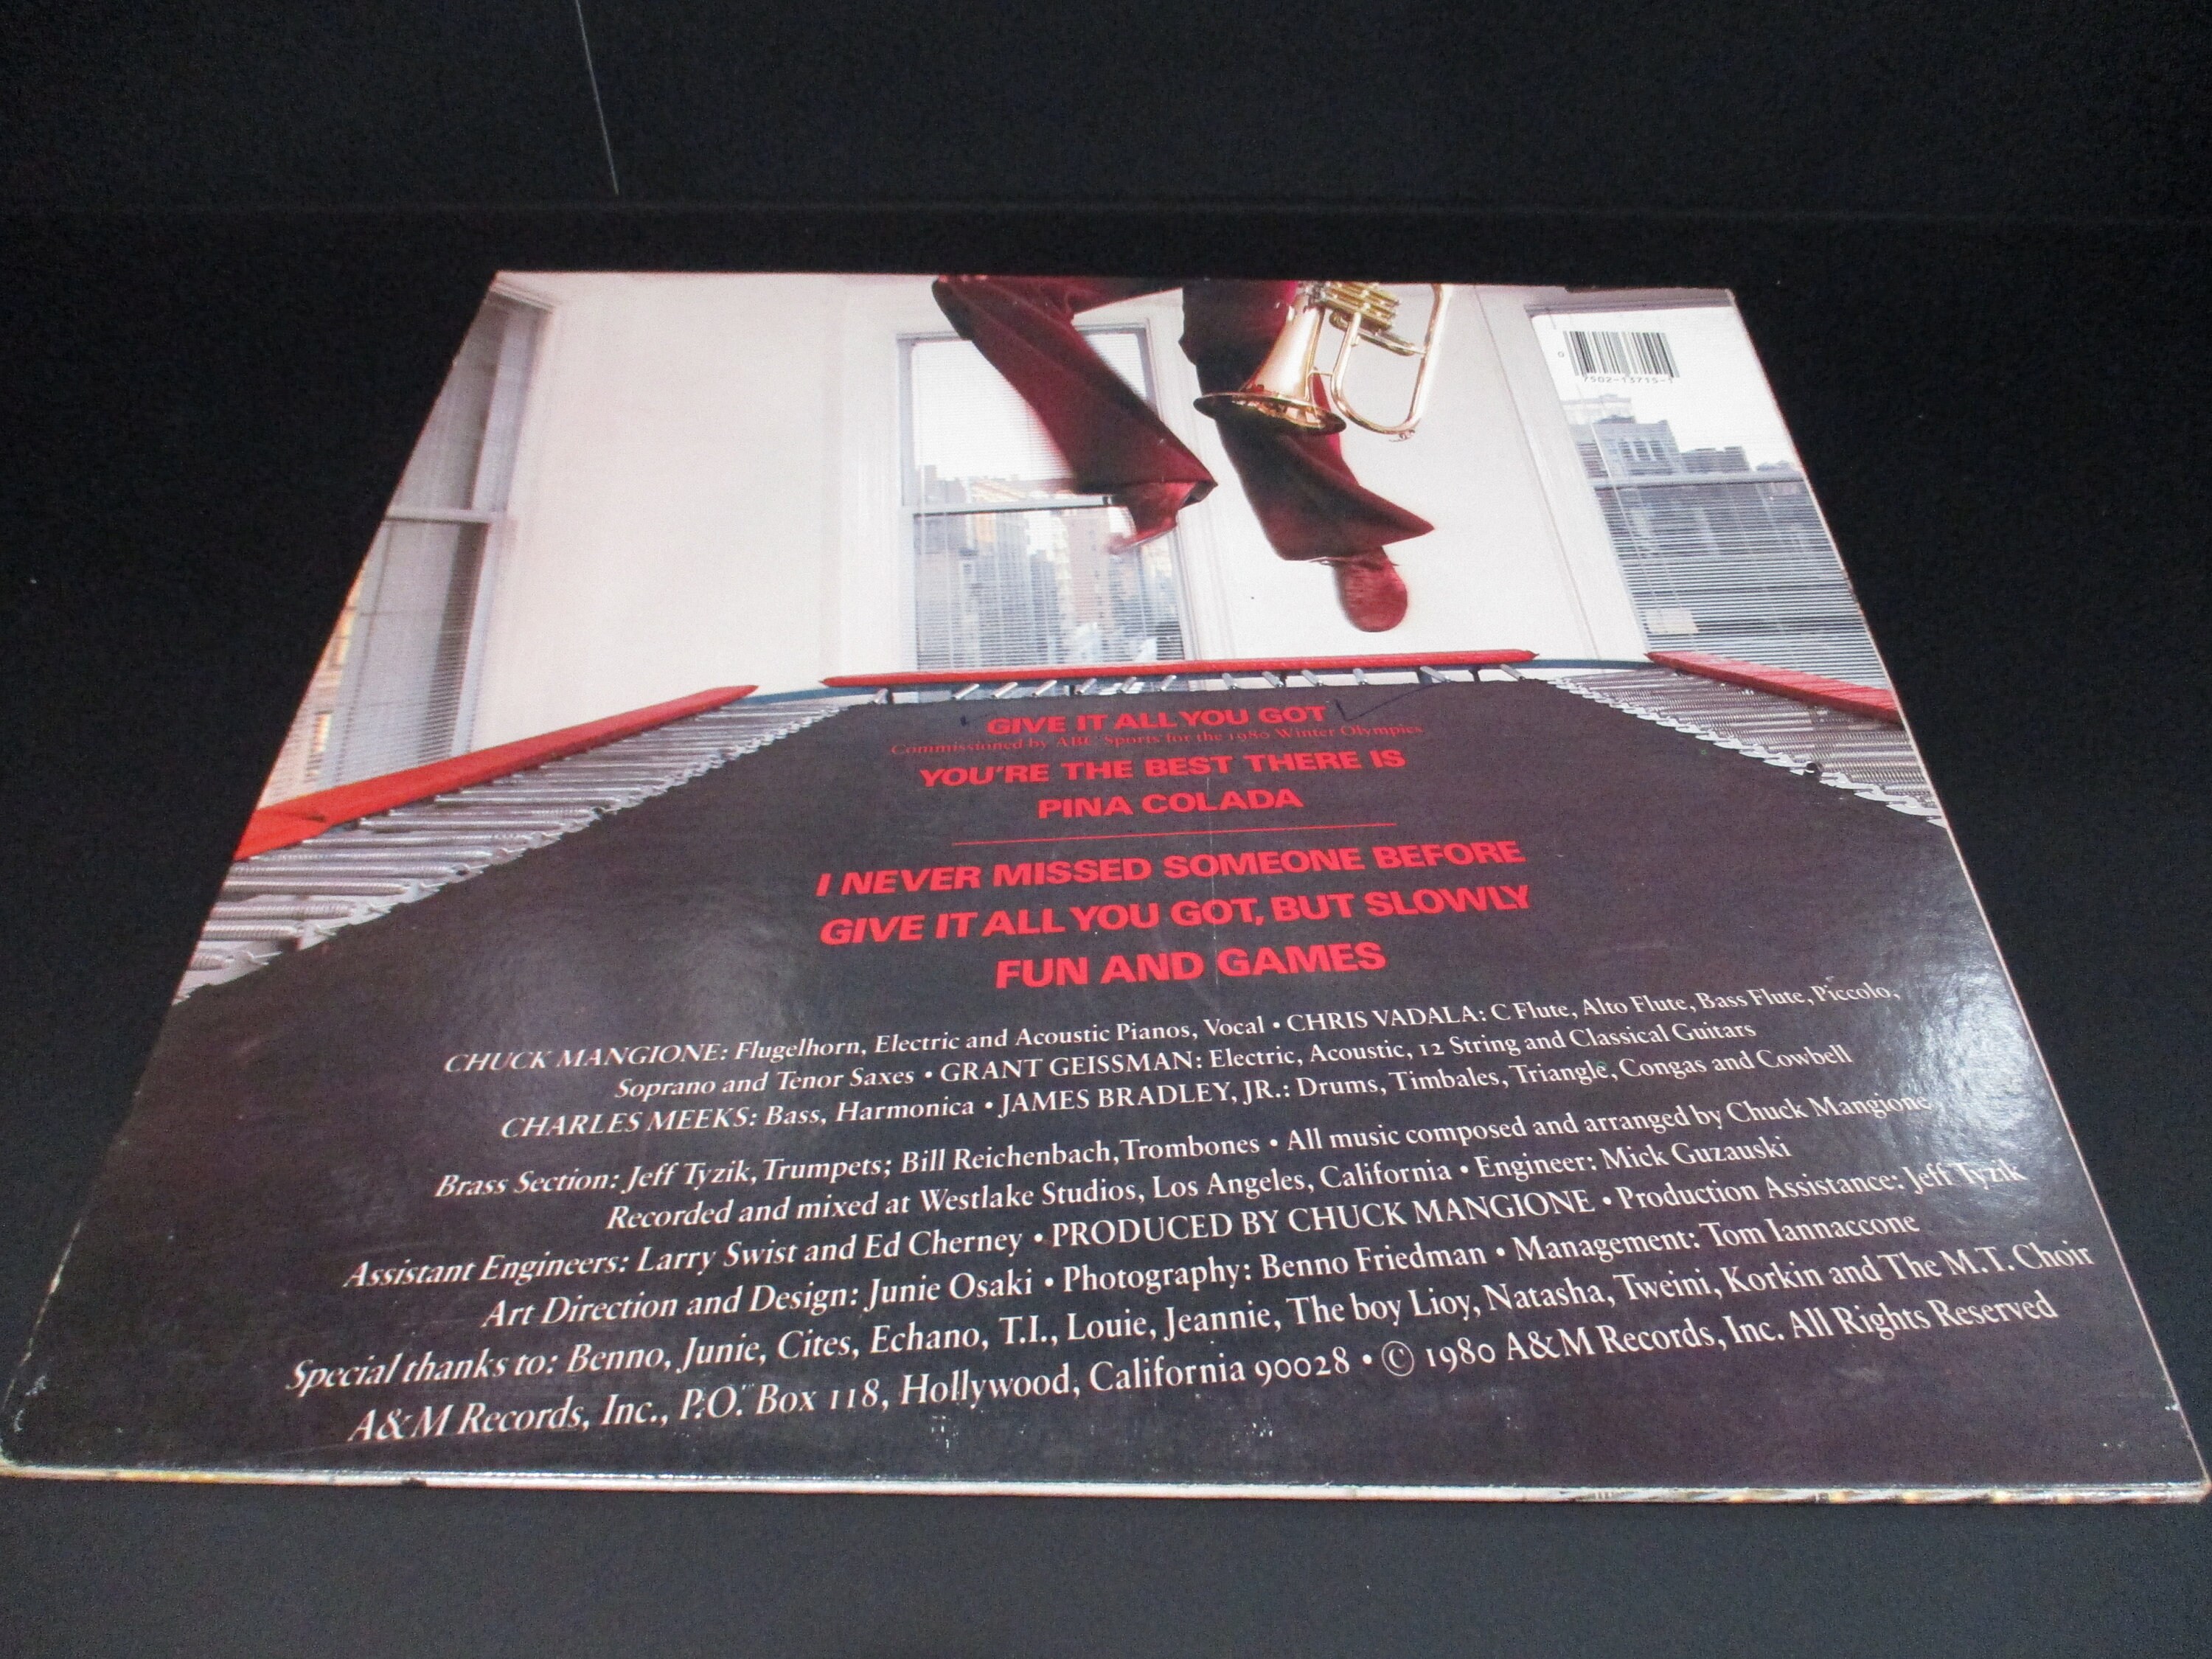 0
7502-13715-1
GIVE IT ALL YOU GOT
Commissioned by ABC Sports for the 1980 Winter Olympics
YOU'RE THE BEST THERE IS
PINA COLADA
I NEVER MISSED SOMEONE BEFORE
GIVE IT ALL YOU GOT, BUT SLOWLY
FUN AND GAMES
CHUCK MANGIONE: Flugelhorn, Electric and Acoustic Pianos, Vocal • CHRIS VADALA: C Flute, Alto Flute, Bass Flute, Piccolo,
Soprano and Tenor Saxes • GRANT GEISSMAN: Electric, Acoustic, 12 String and Classical Guitars
CHARLES MEEKS: Bass, Harmonica • JAMES BRADLEY, JR.: Drums, Timbales, Triangle, Congas and Cowbell
Brass Section: Jeff Tyzik, Trumpets; Bill Reichenbach, Trombones • All music composed and arranged by Chuck Mangione
Recorded and mixed at Westlake Studios, Los Angeles, California • Engineer: Mick Guzauski
Assistant Engineers: Larry Swist and Ed Cherney • PRODUCED BY CHUCK MANGIONE • Production Assistance: Jeff Tyzik
Art Direction and Design: Junie Osaki • Photography: Benno Friedman • Management: Tom Iannaccone
Special thanks to: Benno, Junie, Cites, Echano, T.I., Louie, Jeannie, The boy Lioy, Natasha, Tweini, Korkin and The M.T. Choir
A&M Records, Inc., P.O. Box 118, Hollywood, California 90028 • © 1980 A&M Records, Inc. All Rights Reserved